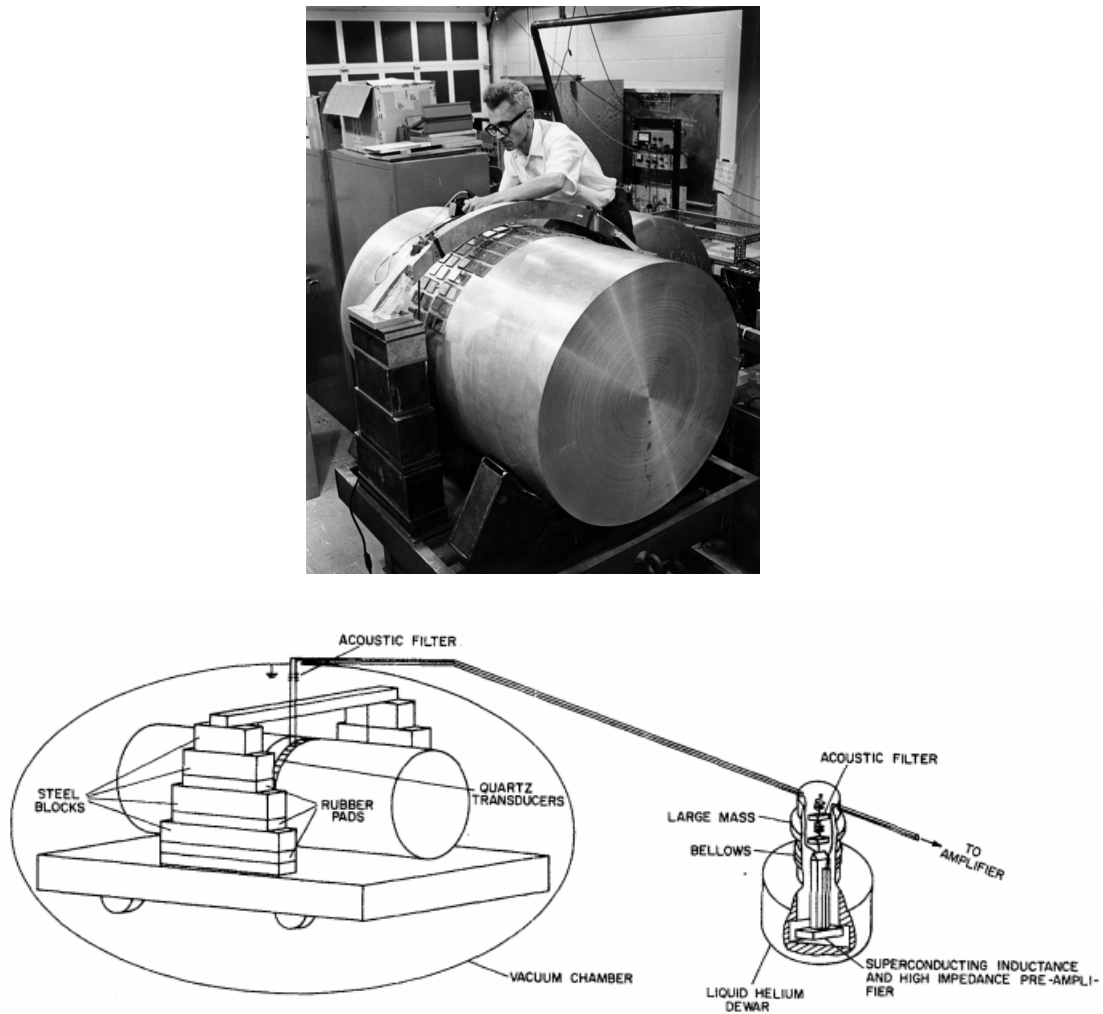 ACOUSTIC FILTER
STEEL
BLOCKS
RUBBER
PADS
QUARTZ
TRANSDUCERS
VACUUM CHAMBER
ACOUSTIC
FILTER
LARGE MASS
BELLOWS
TO
AMPLIFIER
SUPERCONDUCTING INDUCTANCE
AND HIGH IMPEDANCE PRE-AMPLI-
FIER
LIQUID HELIUM
DEWAR